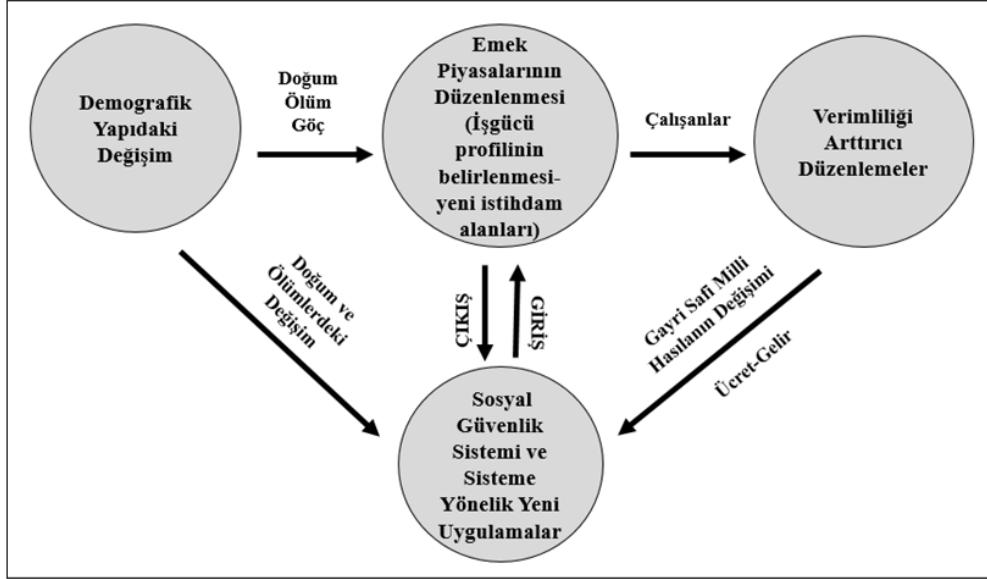 Demografik
Yapıdaki
Değişim
Doğum
Ölüm
Göç
Emek
Piyasalarının
Düzenlenmesi
(İşgücü
profilinin
belirlenmesi-
yeni istihdam
alanları)
Çalışanlar
Verimliliği
Arttırıcı
Düzenlemeler
Doğum ve
Ölümlerdeki
Değişim
ÇIKIŞ
GİRİŞ
Gayri Safi Milli
Hasılanın Değişimi
Ücret-Gelir
Sosyal
Güvenlik
Sistemi ve
Sisteme
Yönelik Yeni
Uygulamalar